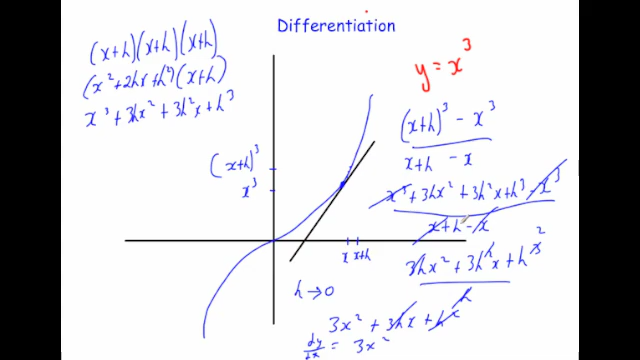 Differentiation
(x+h)(x+h)(x+h)
(x² + 2hx + h²)(x+h)
x³ + 3hx² + 3h²x + h³
y = x³
(x+h)³ - x³
x+h - x
x³ + 3hx² + 3h²x + h³ - x³
x + h - x
3hx² + 3h²x + h³ ²
h
(x+h)³
x³
x x+h
h → 0
3x² + 3hx + h²
dy/dx = 3x²